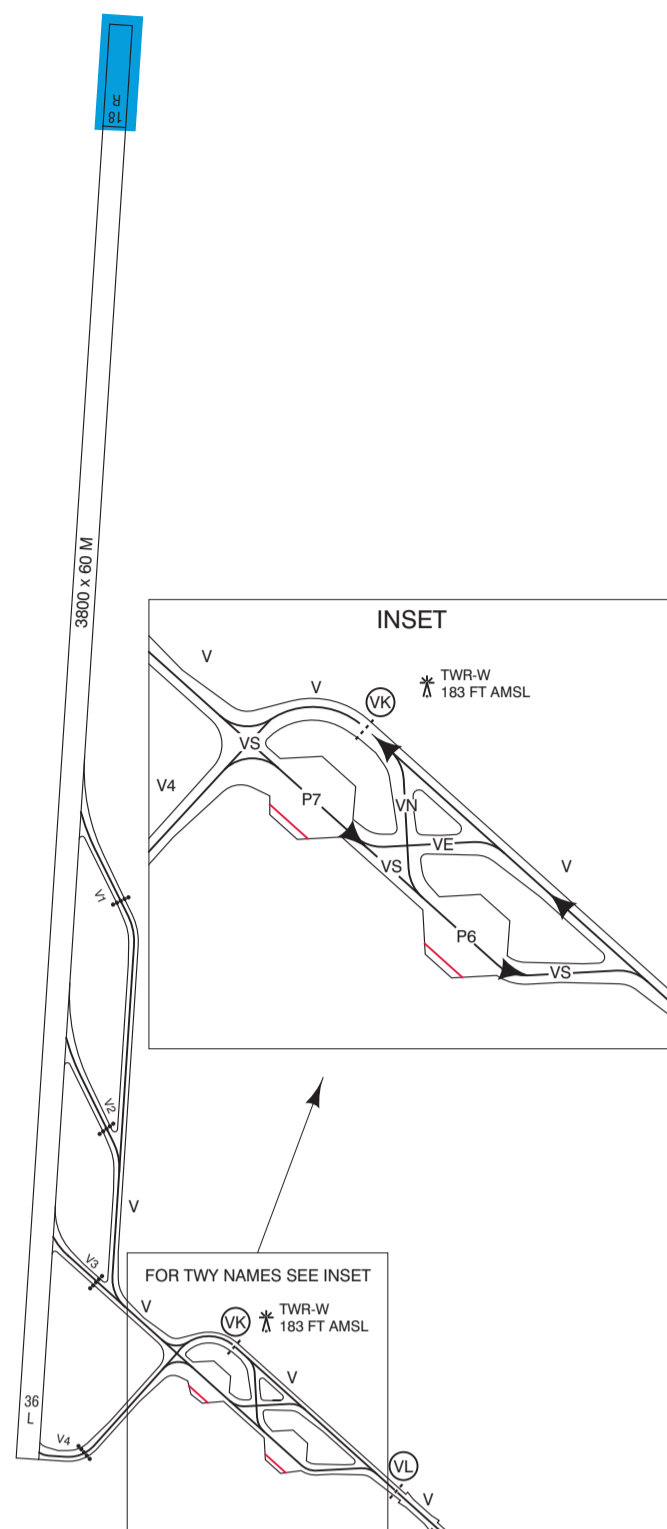 18
R
3800 x 60 M
INSET
V
V
VK
TWR-W
183 FT AMSL
VS
V4
P7
VN
VE
VS
V
P6
VS
V1
V2
V
FOR TWY NAMES SEE INSET
V3
V
VK
TWR-W
183 FT AMSL
V
36
L
V4
VL
V